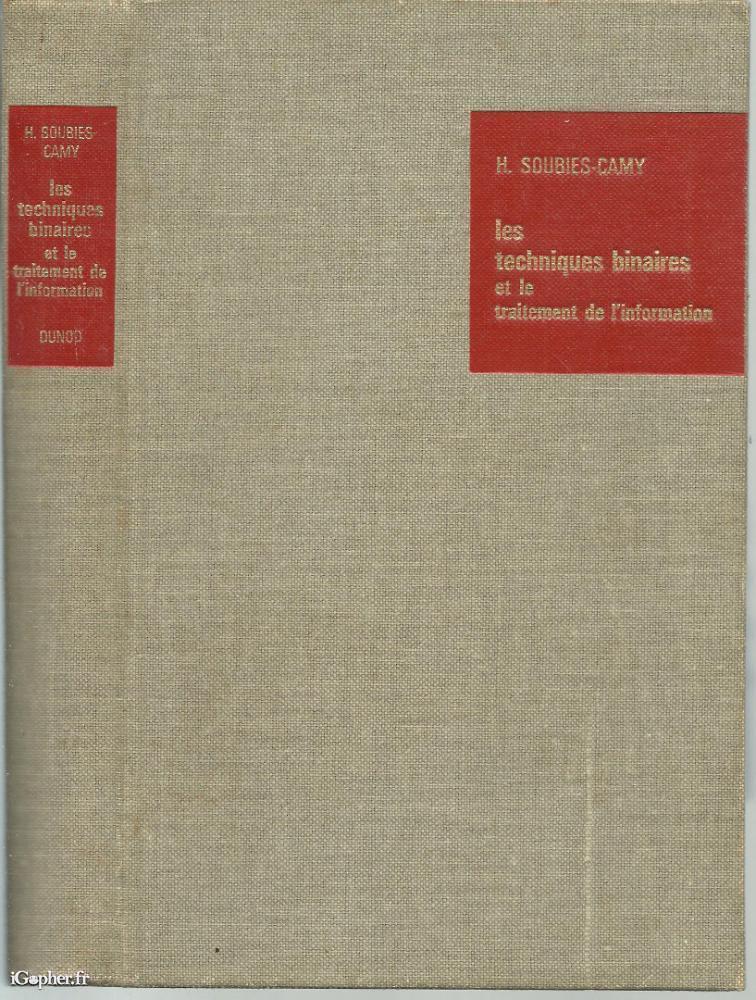 H. SOUBIES-
CAMY
les
techniques
binaires
et le
traitement de
l'information
DUNOD
H. SOUBIES-CAMY
les
techniques binaires
et le
traitement de l'information
iGopher.fr